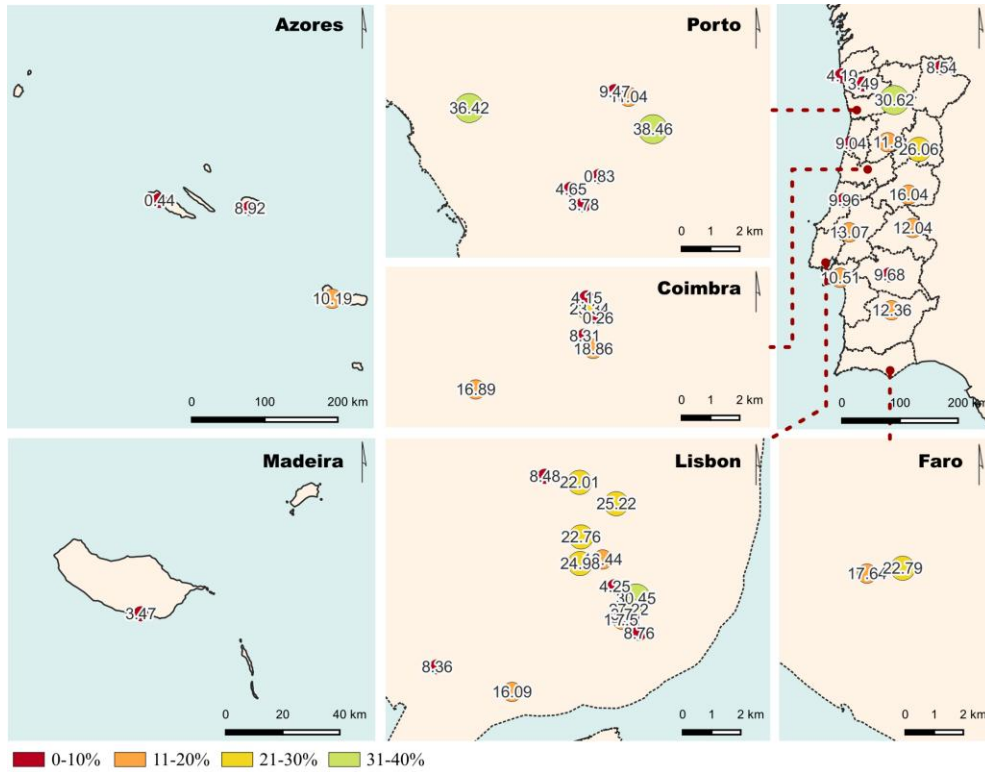 Azores
0.44
8.92
10.19
0 100 200 km
Porto
36.42
9.47
38.46
0.83
4.65
3.78
0 1 2 km
4.19
3.49
8.54
30.62
9.04
11.8
26.06
9.96
16.04
13.07
12.04
10.51
9.68
12.36
0 100 200 km
Coimbra
4.15
0.26
8.31
18.86
16.89
0 1 2 km
Madeira
3.47
0 20 40 km
Lisbon
8.48
22.01
25.22
22.76
24.98
4.25
30.45
8.76
8.36
16.09
0 1 2 km
Faro
17.64
22.79
0 1 2 km
0-10% 11-20% 21-30% 31-40%